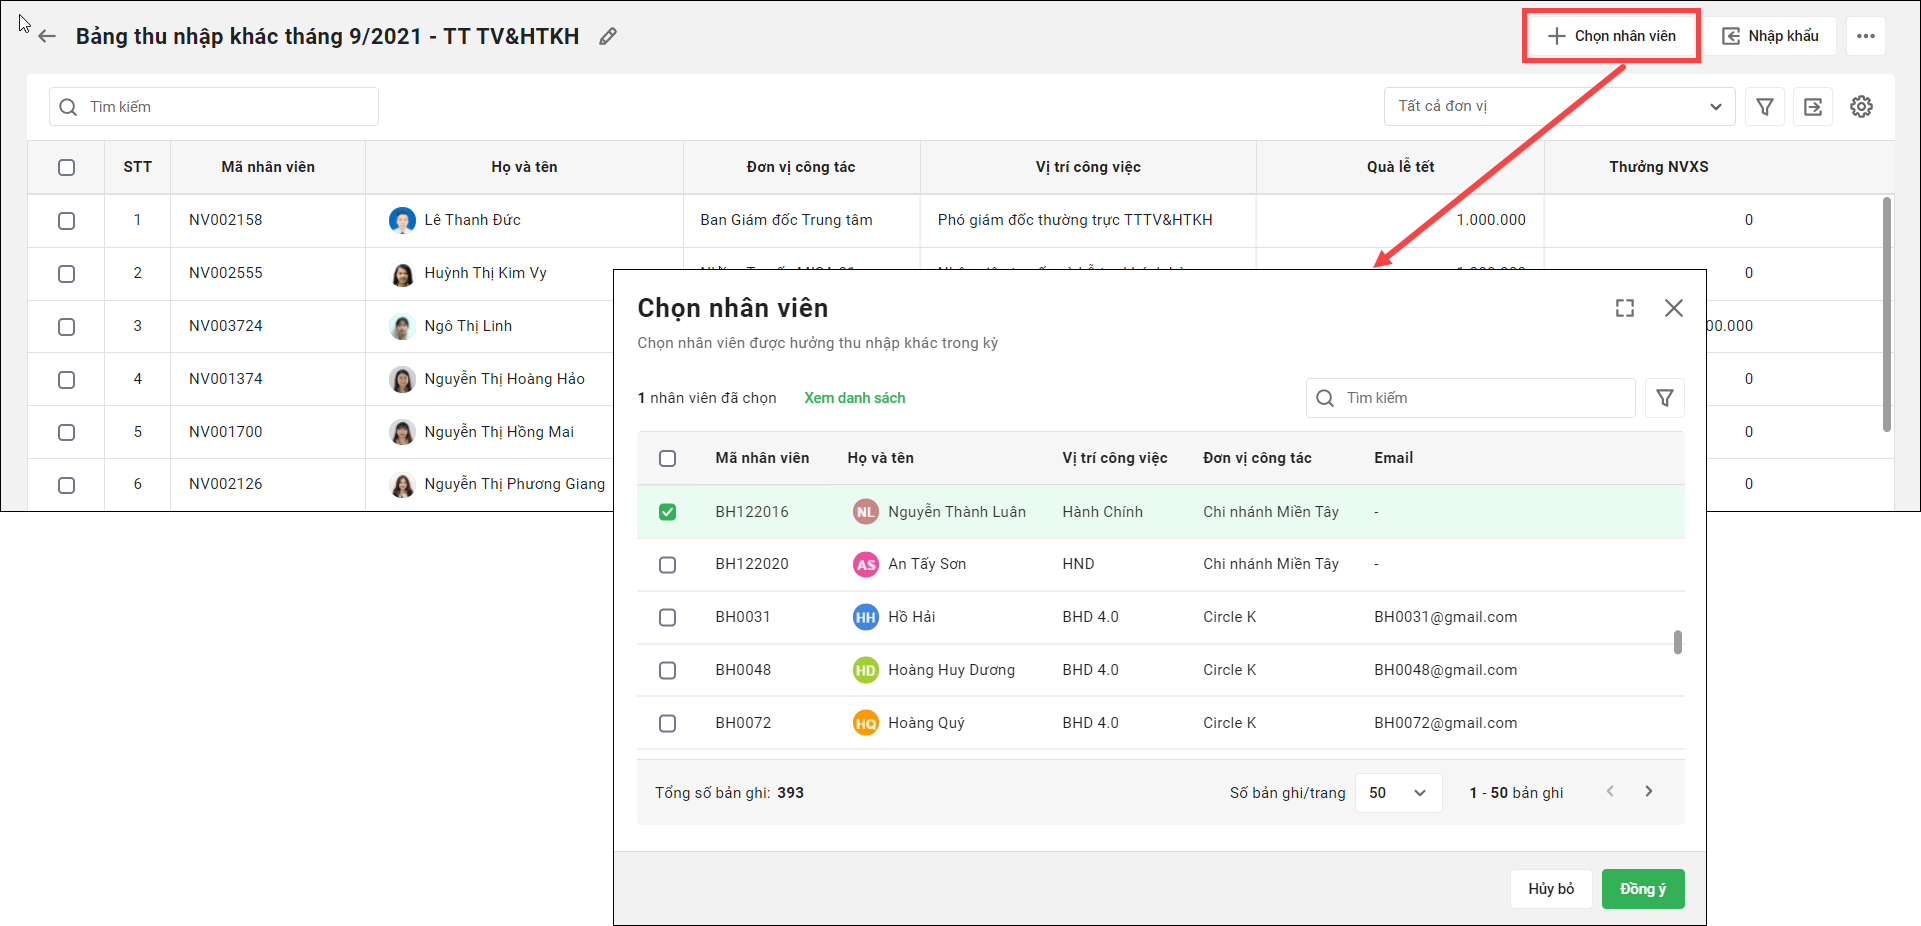 Bảng thu nhập khác tháng 9/2021 - TT TV&HTKH
Chọn nhân viên
Nhập khẩu
Tìm kiếm
Tất cả đơn vị
STT Mã nhân viên Họ và tên Đơn vị công tác Vị trí công việc Quà lễ tết Thưởng NVXS
1 NV002158 Lê Thanh Đức Ban Giám đốc Trung tâm Phó giám đốc thường trực TTTV&HTKH 1.000.000 0
2 NV002555 Huỳnh Thị Kim Vy 0
3 NV003724 Ngô Thị Linh 00.000
4 NV001374 Nguyễn Thị Hoàng Hảo 0
5 NV001700 Nguyễn Thị Hồng Mai 0
6 NV002126 Nguyễn Thị Phương Giang 0
Chọn nhân viên
Chọn nhân viên được hưởng thu nhập khác trong kỳ
1 nhân viên đã chọn Xem danh sách Tìm kiếm
Mã nhân viên Họ và tên Vị trí công việc Đơn vị công tác Email
BH122016 NL Nguyễn Thành Luân Hành Chính Chi nhánh Miền Tây -
BH122020 AS An Tấy Sơn HND Chi nhánh Miền Tây -
BH0031 HH Hồ Hải BHD 4.0 Circle K BH0031@gmail.com
BH0048 HD Hoàng Huy Dương BHD 4.0 Circle K BH0048@gmail.com
BH0072 HQ Hoàng Quý BHD 4.0 Circle K BH0072@gmail.com
Tổng số bản ghi: 393 Số bản ghi/trang 50 1 - 50 bản ghi
Hủy bỏ Đồng ý